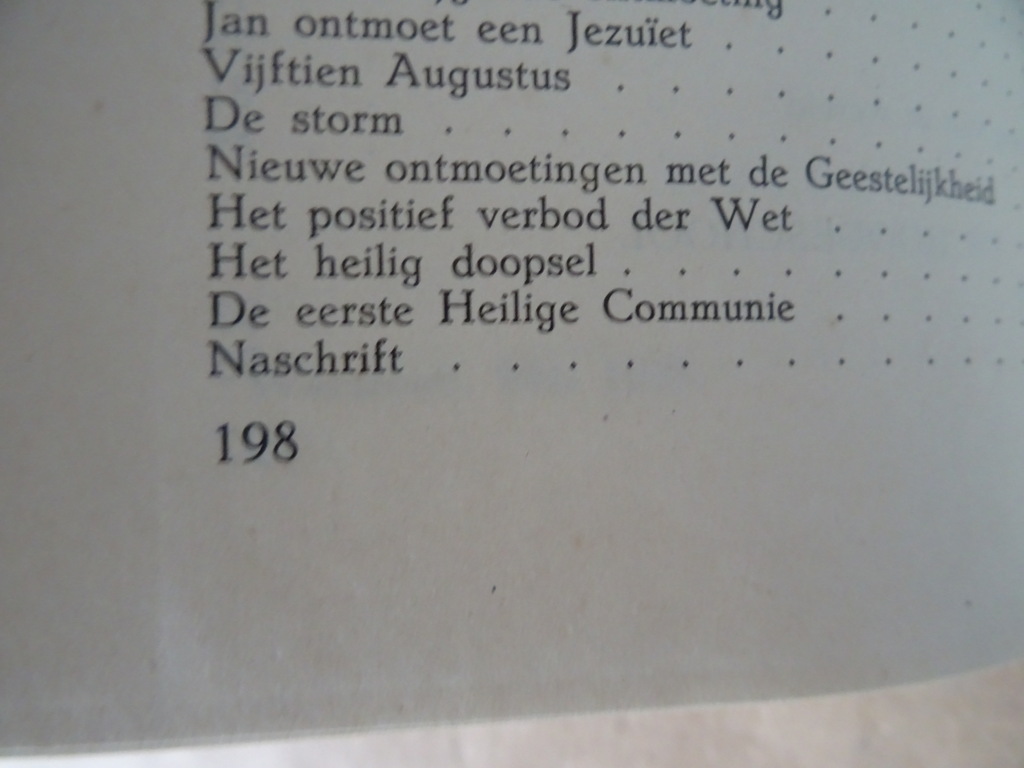 ontmoeting . . . .
Jan ontmoet een Jezuïet . . . . . . .
Vijftien Augustus . . . . . . . . .
De storm . . . . . . . . . . .
Nieuwe ontmoetingen met de Geestelijkheid .
Het positief verbod der Wet . . . . .
Het heilig doopsel . . . . . . . .
De eerste Heilige Communie . . . . .
Naschrift . . . . . . . . . . .
198